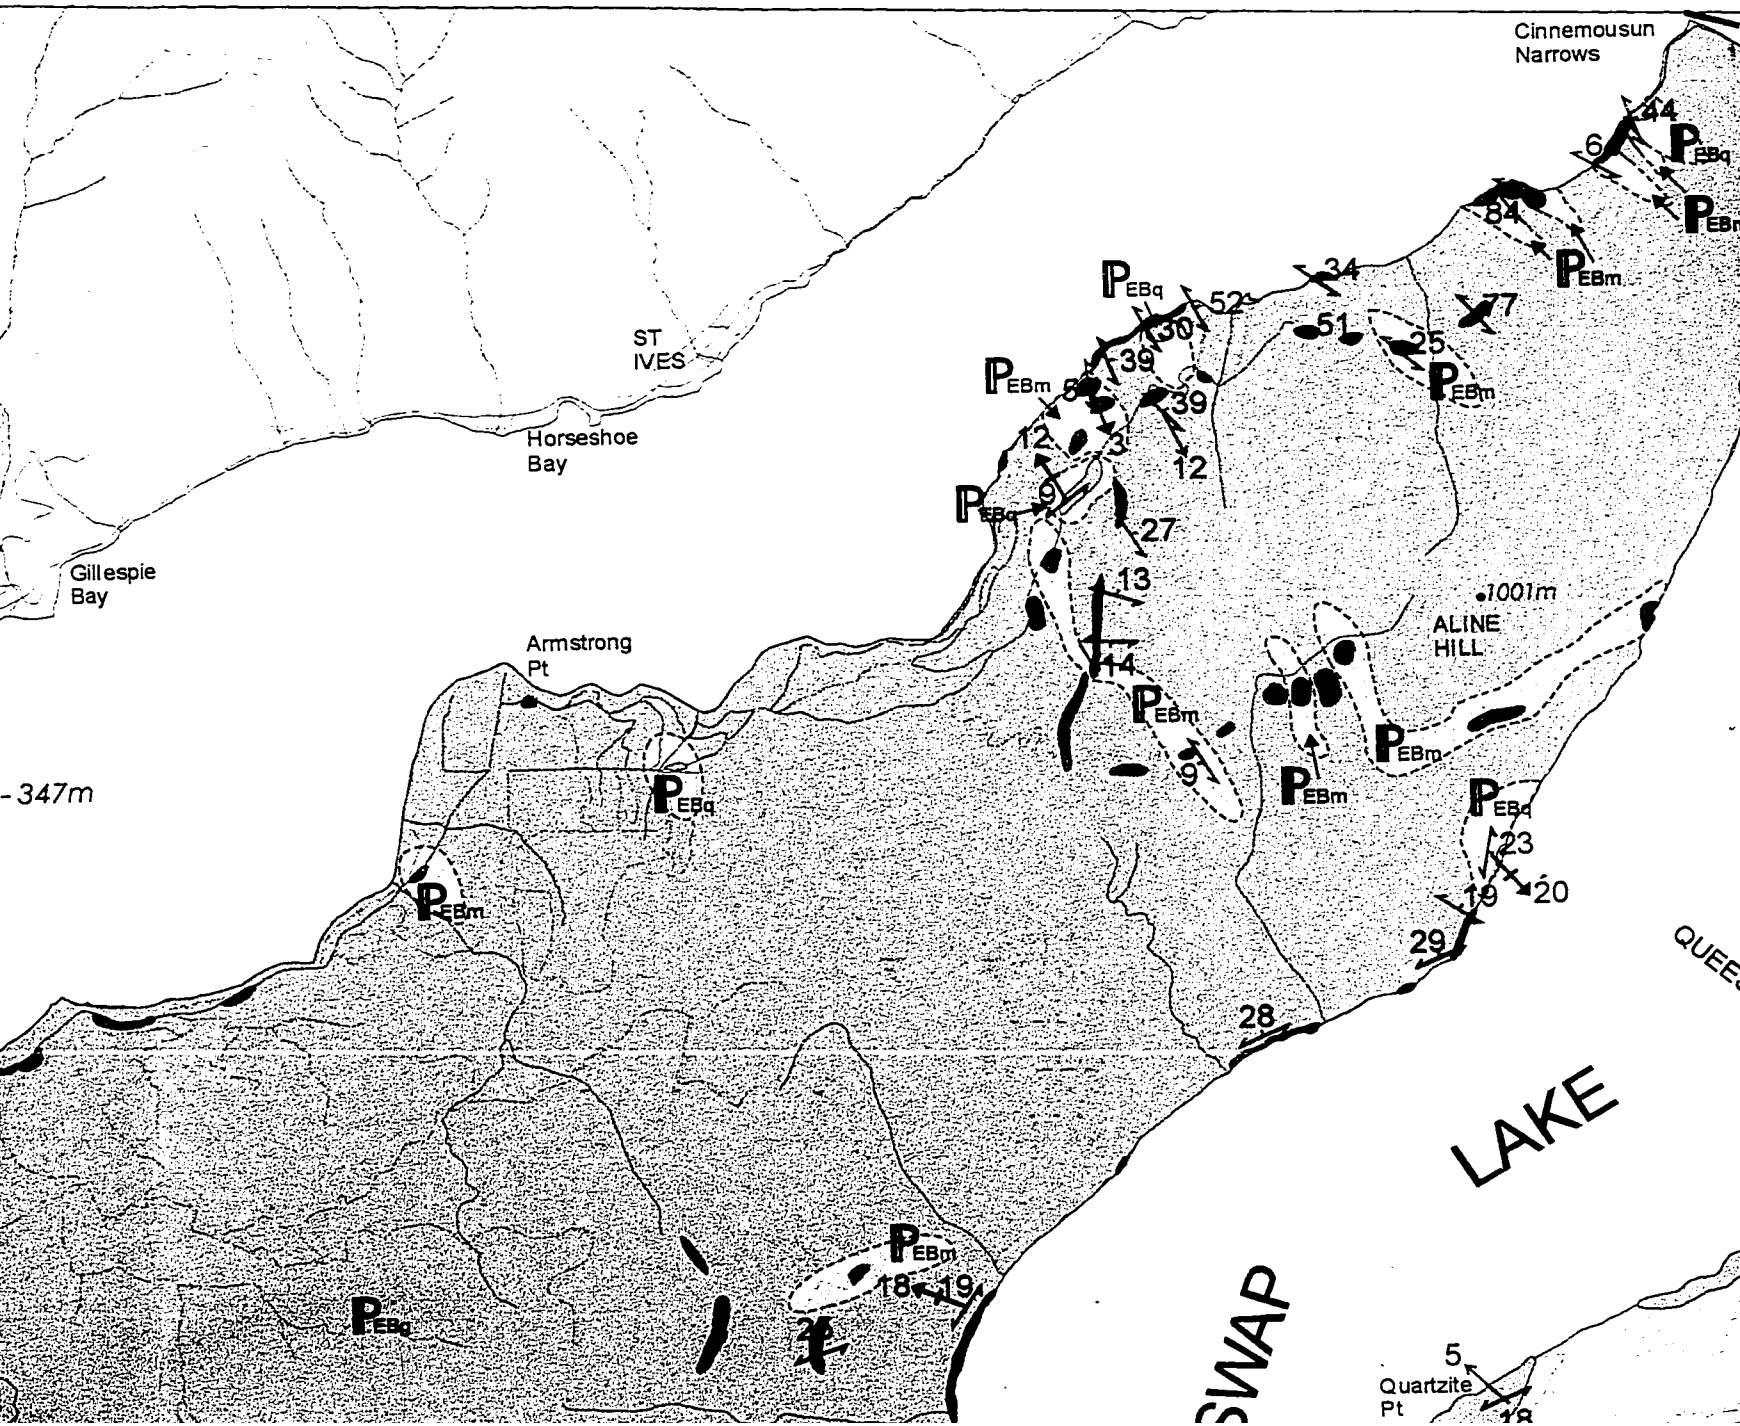 Cinnemousun
Narrows
44
6
PEBq
84
PEBm
34
PEBq
52
77
30
51
25
39
PEBm
PEBm
39
12
3
12
9
27
13
1001m
ALINE
HILL
14
PEBm
9
PEBm
PEBm
ST
IVES
Horseshoe
Bay
Gillespie
Bay
Armstrong
Pt
347m
PEBq
PEBm
PEBq
23
20
19
29
28
LAKE
SWAP
PEBm
18
19
PEBg
5
Quartzite
Pt
18